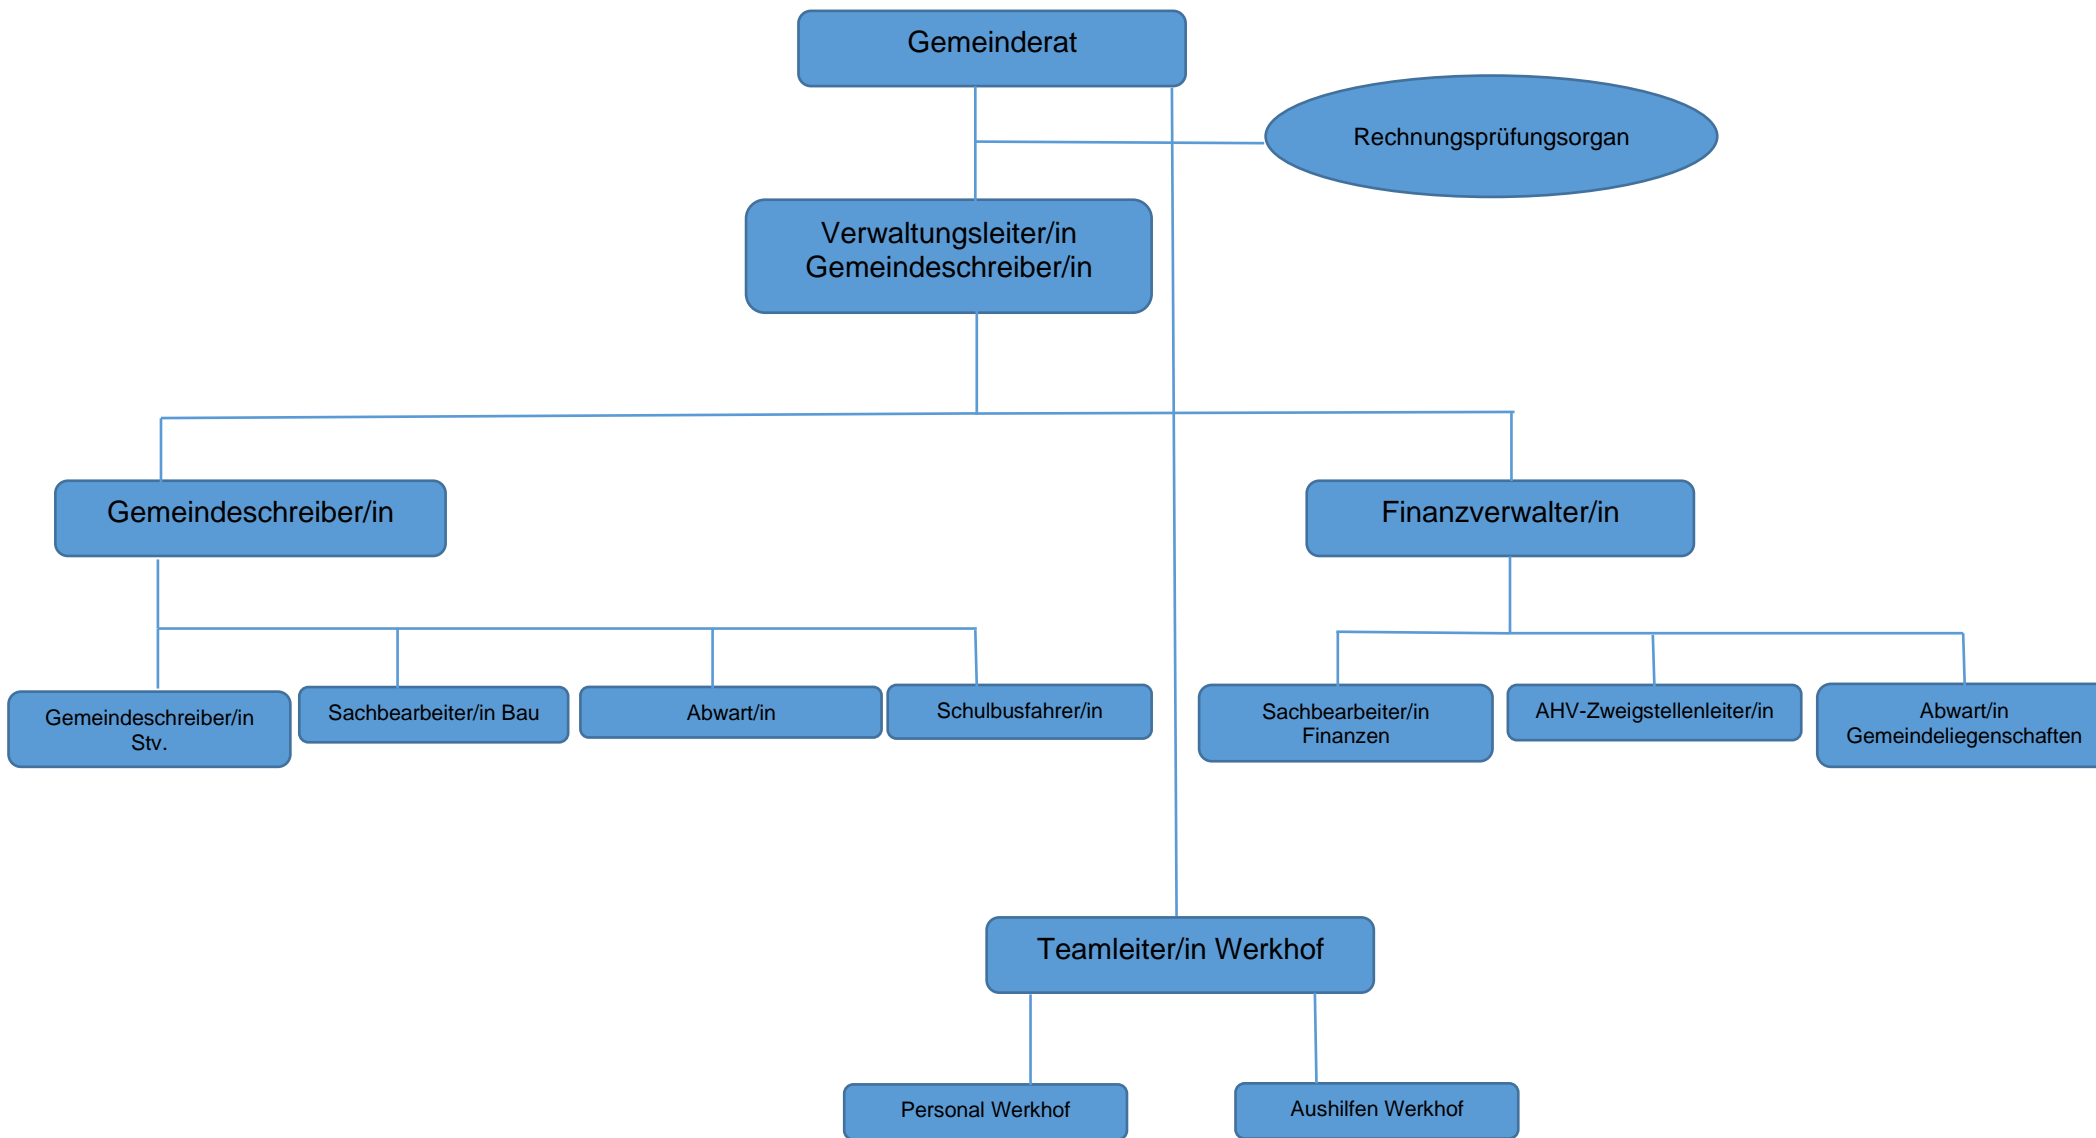 Gemeinderat
Rechnungsprüfungsorgan
Verwaltungsleiter/in
Gemeindeschreiber/in
Gemeindeschreiber/in
Finanzverwalter/in
Gemeindeschreiber/in
Stv.
Sachbearbeiter/in Bau
Abwart/in
Schulbusfahrer/in
Sachbearbeiter/in
Finanzen
AHV-Zweigstellenleiter/in
Abwart/in
Gemeindeliegenschaften
Teamleiter/in Werkhof
Personal Werkhof
Aushilfen Werkhof